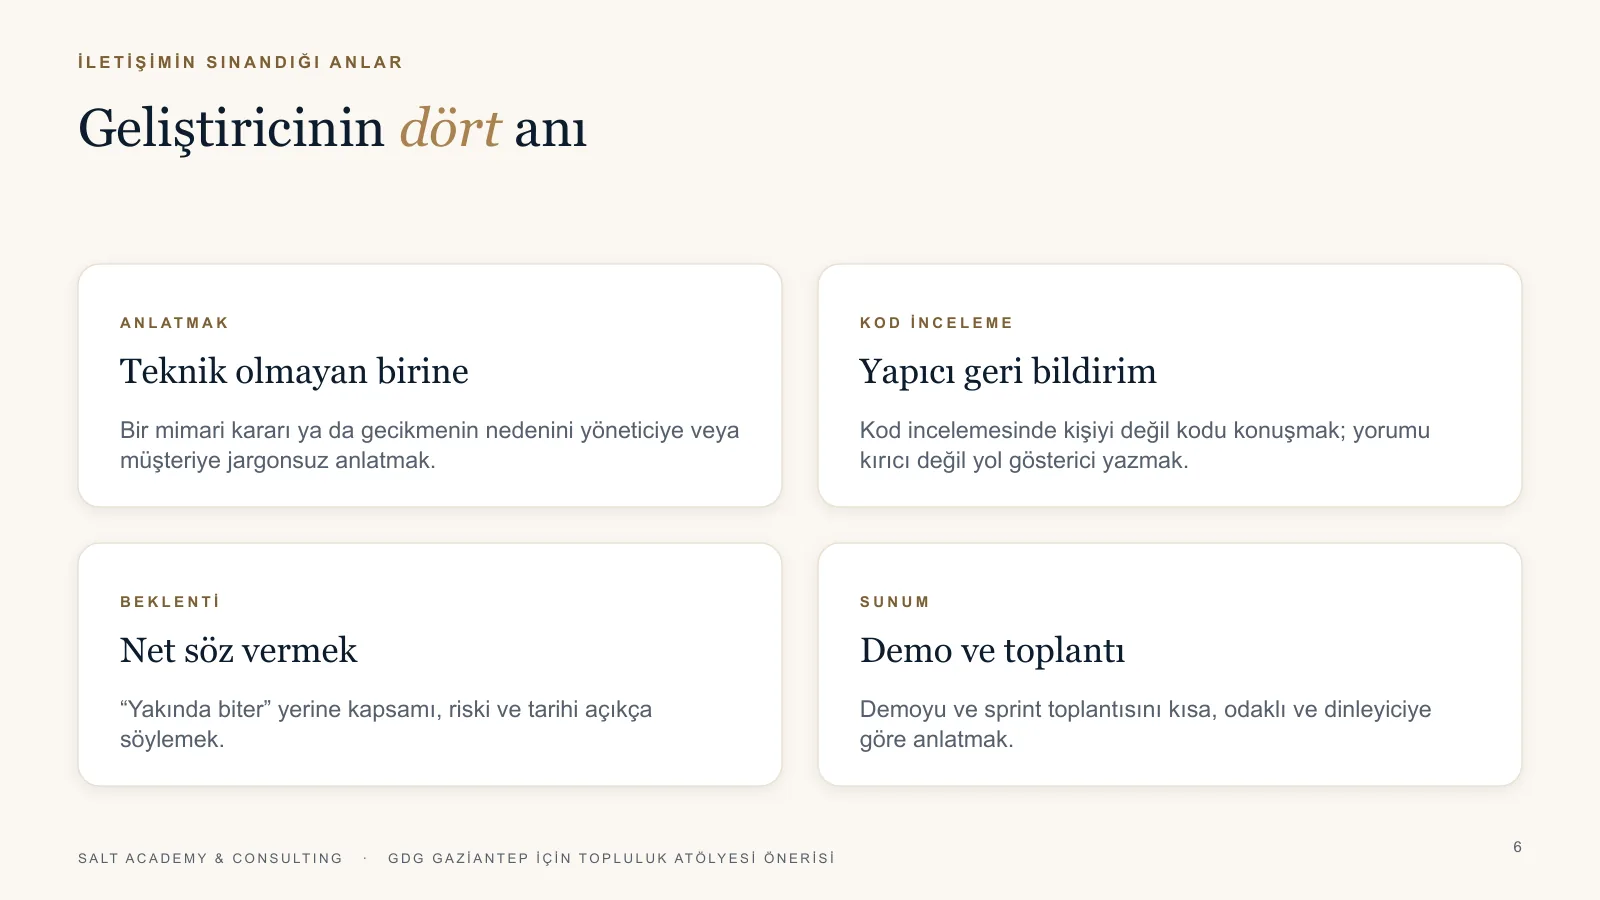 İLETİŞİMİN SINANDIĞI ANLAR
Geliştiricinin dört anı
ANLATMAK
Teknik olmayan birine
Bir mimari kararı ya da gecikmenin nedenini yöneticiye veya
müşteriye jargonsuz anlatmak.
KOD İNCELEME
Yapıcı geri bildirim
Kod incelemesinde kişiyi değil kodu konuşmak; yorumu
kırıcı değil yol gösterici yazmak.
BEKLENTİ
Net söz vermek
“Yakında biter” yerine kapsamı, riski ve tarihi açıkça
söylemek.
SUNUM
Demo ve toplantı
Demoyu ve sprint toplantısını kısa, odaklı ve dinleyiciye
göre anlatmak.
SALT ACADEMY & CONSULTING · GDG GAZİANTEP İÇİN TOPLULUK ATÖLYESİ ÖNERİSİ
6